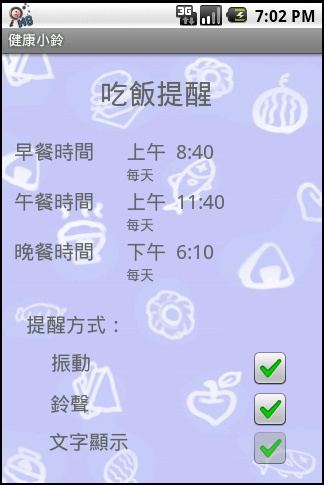 3G
7:02 PM
健康小鈴
吃飯提醒
早餐時間 上午 8:40
每天
午餐時間 上午 11:40
每天
晚餐時間 下午 6:10
每天
提醒方式：
振動
鈴聲
文字顯示